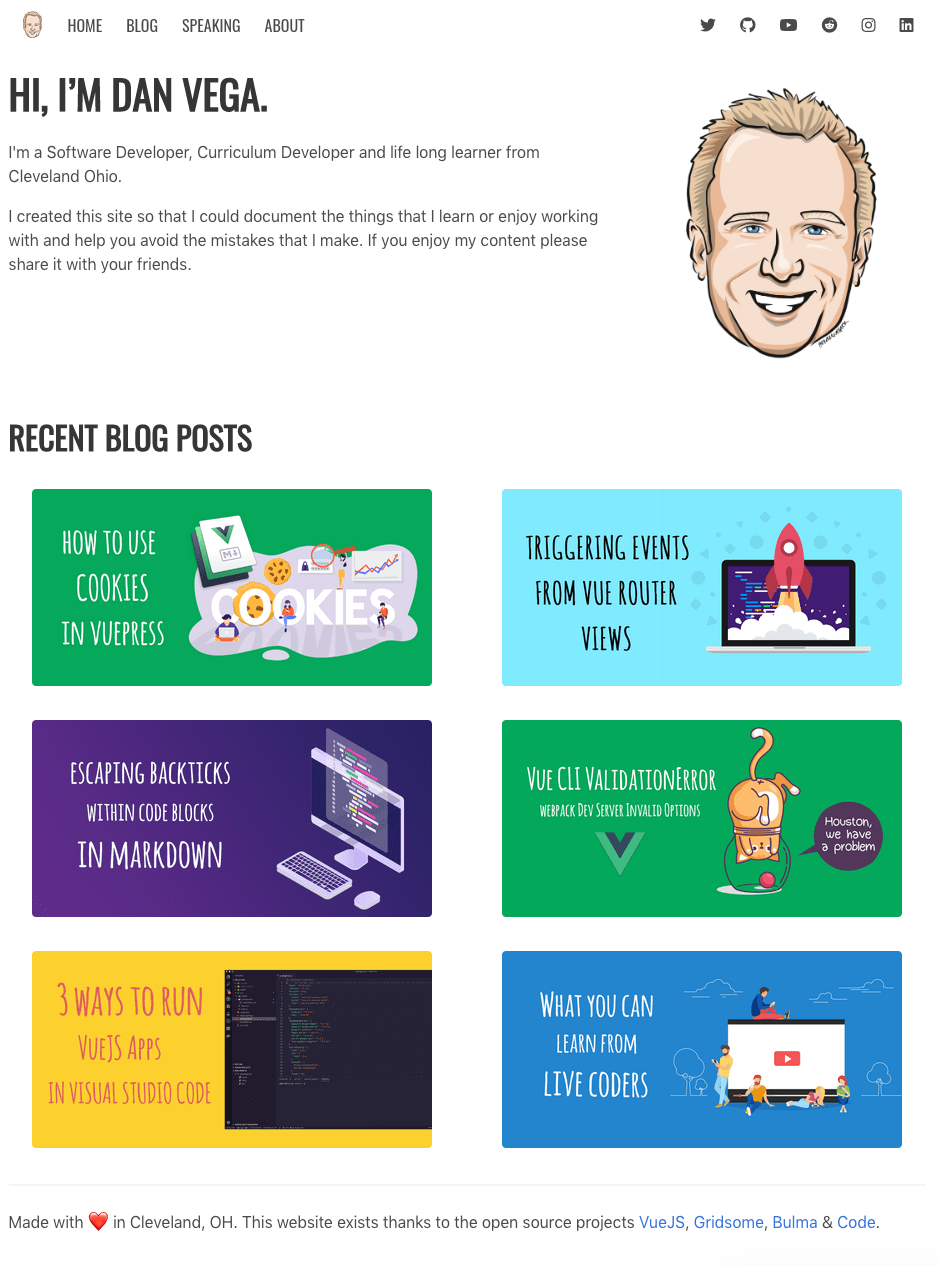 HOME BLOG SPEAKING ABOUT
HI, I’M DAN VEGA.
I'm a Software Developer, Curriculum Developer and life long learner from
Cleveland Ohio.
I created this site so that I could document the things that I learn or enjoy working
with and help you avoid the mistakes that I make. If you enjoy my content please
share it with your friends.
RECENT BLOG POSTS
HOW TO USE
COOKIES
IN VUEPRESS
COOKIES
TRIGGERING EVENTS
FROM VUE ROUTER
VIEWS
ESCAPING BACKTICKS
WITHIN CODE BLOCKS
IN MARKDOWN
VUE CLI VALIDATIONERROR
WEBPACK DEV SERVER INVALID OPTIONS
Houston,
we have
a problem
3 WAYS TO RUN
VUEJS APPS
IN VISUAL STUDIO CODE
WHAT YOU CAN
LEARN FROM
LIVE CODERS
Made with ❤️ in Cleveland, OH. This website exists thanks to the open source projects VueJS, Gridsome, Bulma & Code.